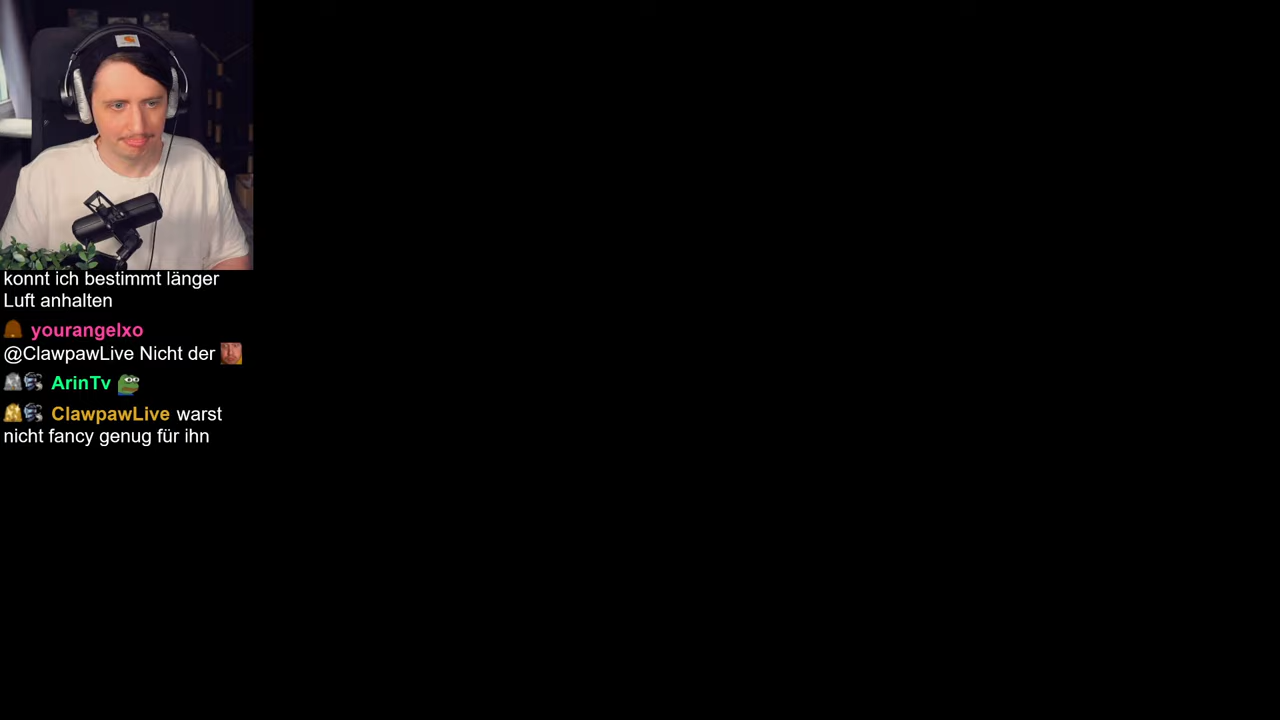 konnt ich bestimmt länger
Luft anhalten
yourangelxo
@ClawpawLive Nicht der
ArinTv
ClawpawLive warst
nicht fancy genug für ihn